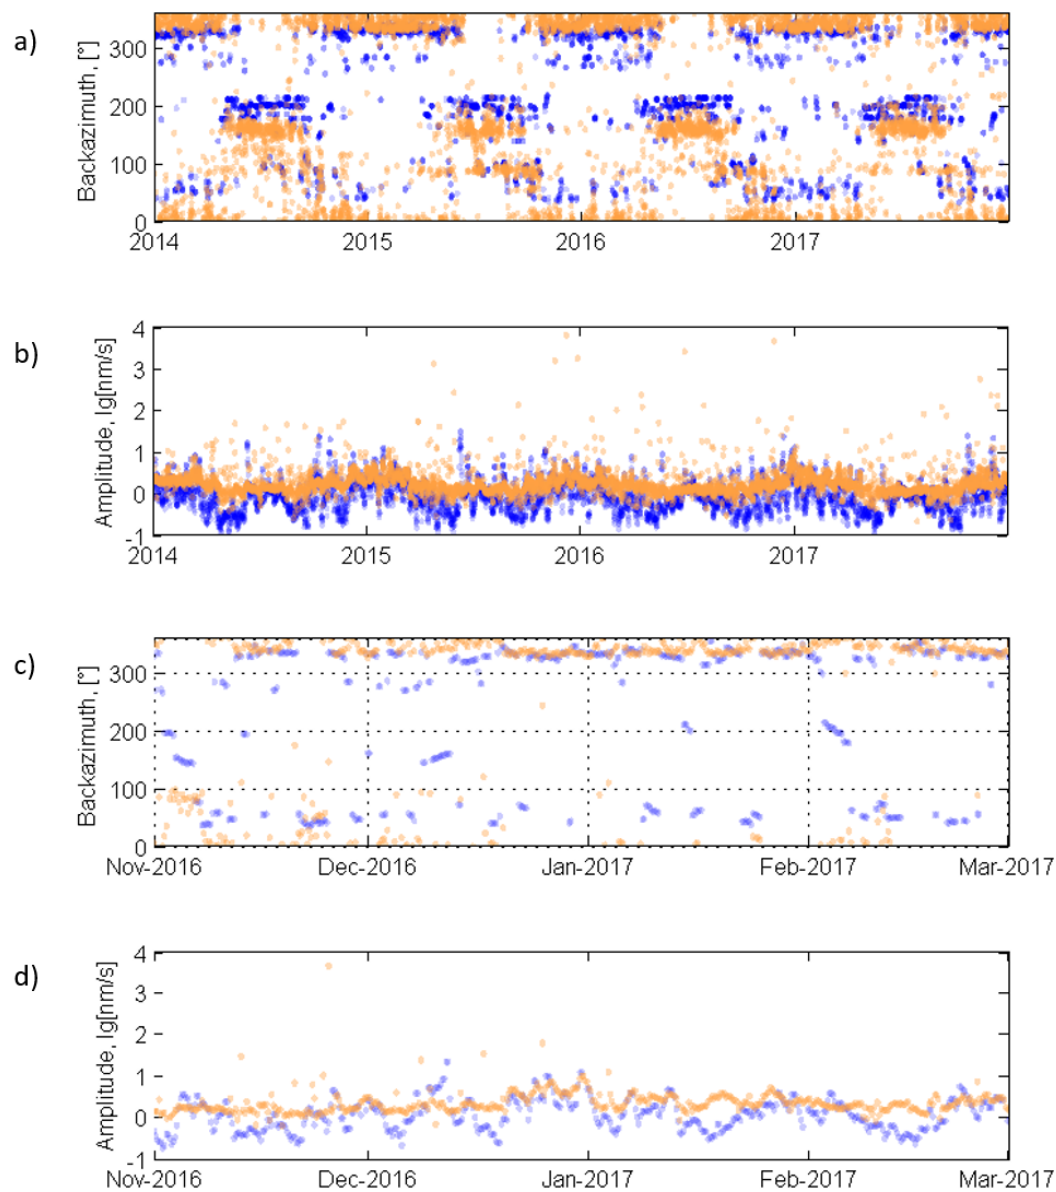 a)
Backazimuth, [°]
300
200
100
0
2014 2015 2016 2017
b)
Amplitude, lg[nm/s]
4
3
2
1
0
-1
2014 2015 2016 2017
c)
Backazimuth, [°]
300
200
100
0
Nov-2016 Dec-2016 Jan-2017 Feb-2017 Mar-2017
d)
Amplitude, lg[nm/s]
4
3
2
1
0
-1
Nov-2016 Dec-2016 Jan-2017 Feb-2017 Mar-2017